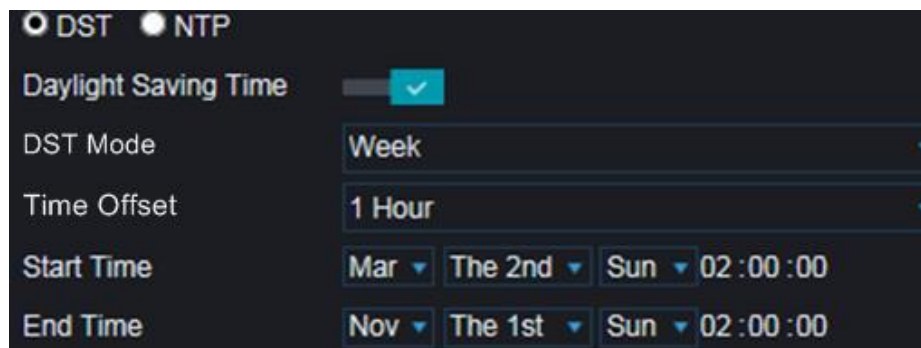 DST NTP
Daylight Saving Time
DST Mode Week
Time Offset 1 Hour
Start Time Mar The 2nd Sun 02:00:00
End Time Nov The 1st Sun 02:00:00